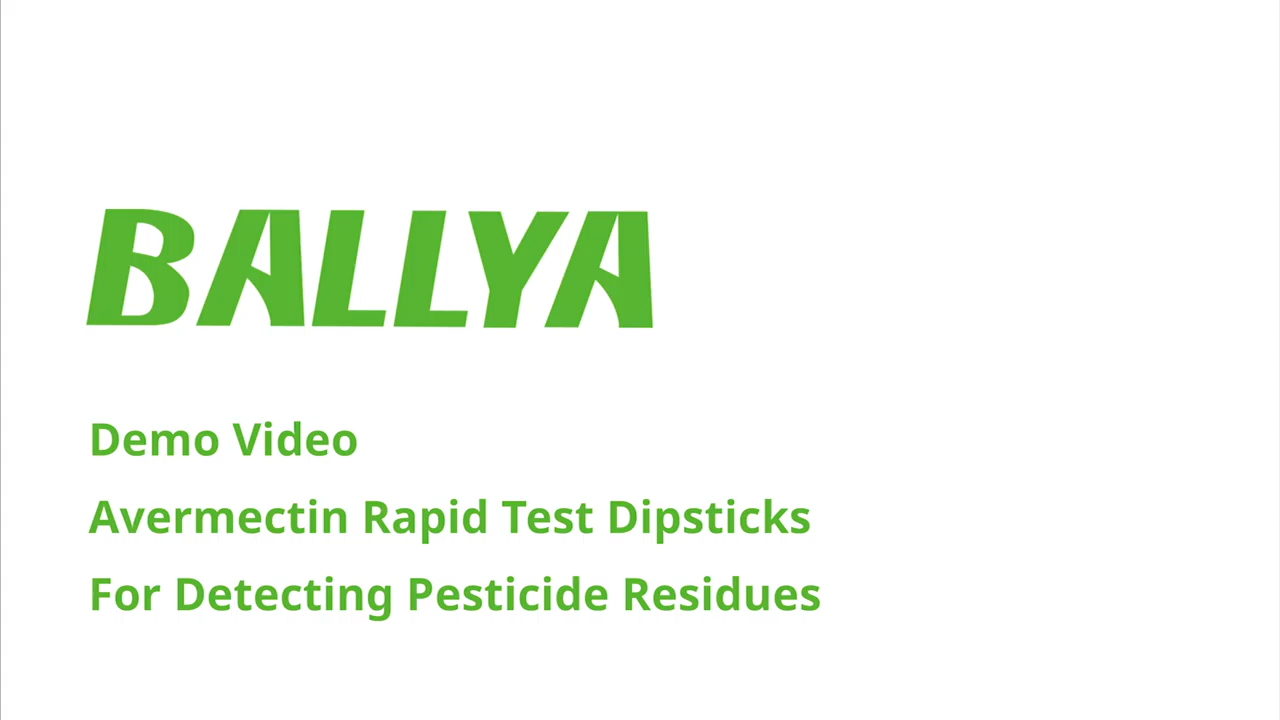 BALLYA
Demo Video
Avermectin Rapid Test Dipsticks
For Detecting Pesticide Residues